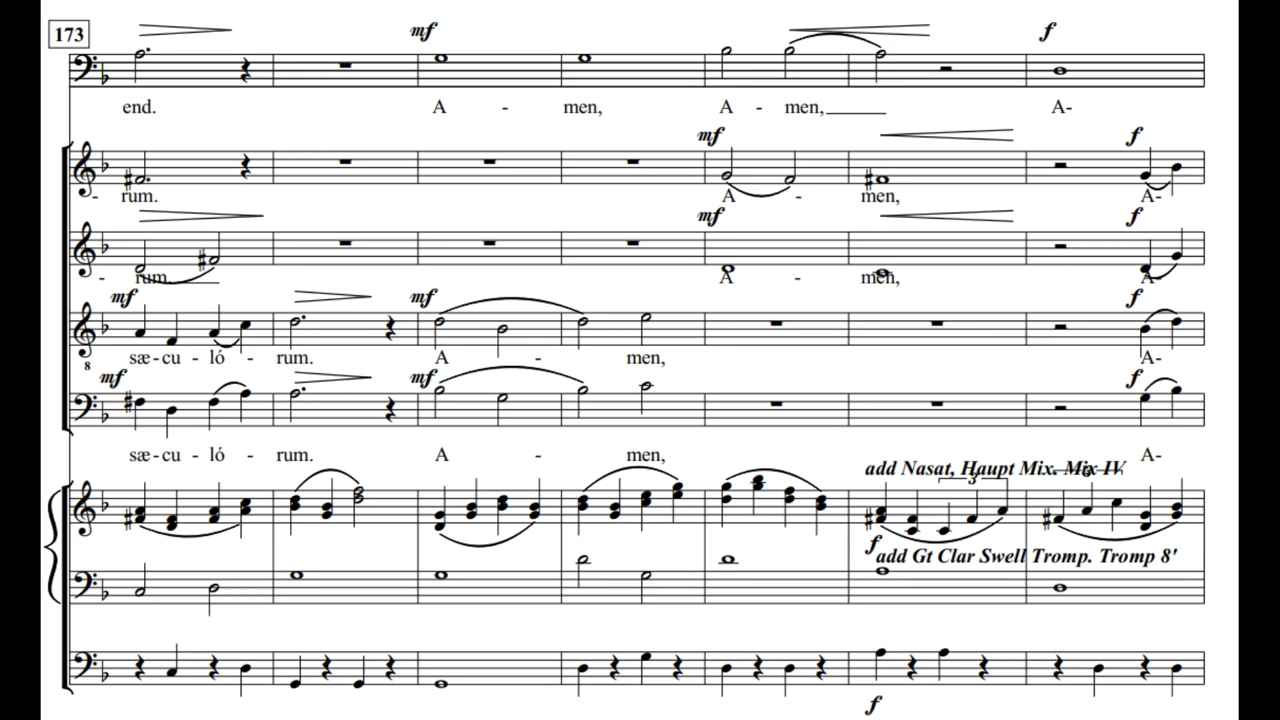 173
mf f
end. A - men, A - men, A-
mf f
- rum. A - men, A-
mf f
- rum. A - men, A-
mf mf f
8
sæ - cu - ló - rum. A - men, A-
mf mf f
sæ - cu - ló - rum. A - men, A-
add Nasat, Haupt Mix. Mix IV
3 3
f
add Gt Clar Swell Tromp. Tromp 8'
f